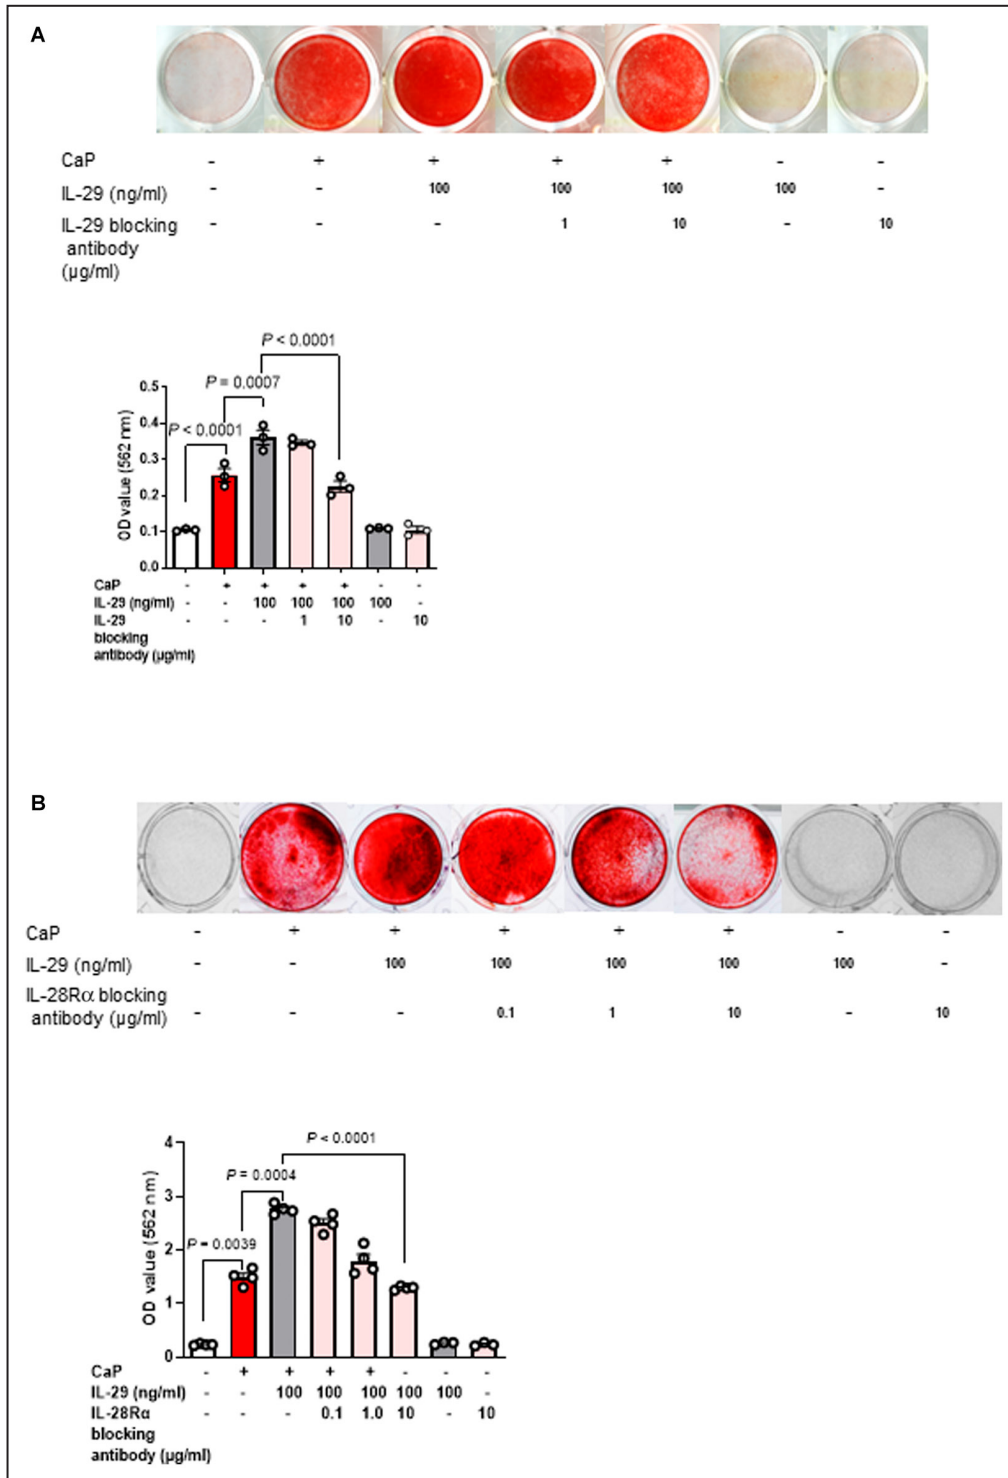 A
CaP - + + + + - -
IL-29 (ng/ml) - - 100 100 100 100 -
IL-29 blocking - - - 1 10 - 10
antibody
(µg/ml)
P < 0.0001
P = 0.0007
P < 0.0001
OD value (562 nm)
0.5
0.4
0.3
0.2
0.1
0.0
CaP - + + + + - -
IL-29 (ng/ml) - - 100 100 100 100 -
IL-29 - - - 1 10 - 10
blocking
antibody (µg/ml)
B
CaP - + + + + + - -
IL-29 (ng/ml) - - 100 100 100 100 100 -
IL-28Rα blocking
antibody (µg/ml) - - - 0.1 1 10 - 10
P < 0.0001
P = 0.0004
P = 0.0039
OD value (562 nm)
4
3
2
1
0
CaP - + + + + - - -
IL-29 (ng/ml) - - 100 100 100 100 100 -
IL-28Rα - - - 0.1 1.0 10 - 10
blocking
antibody (µg/ml)